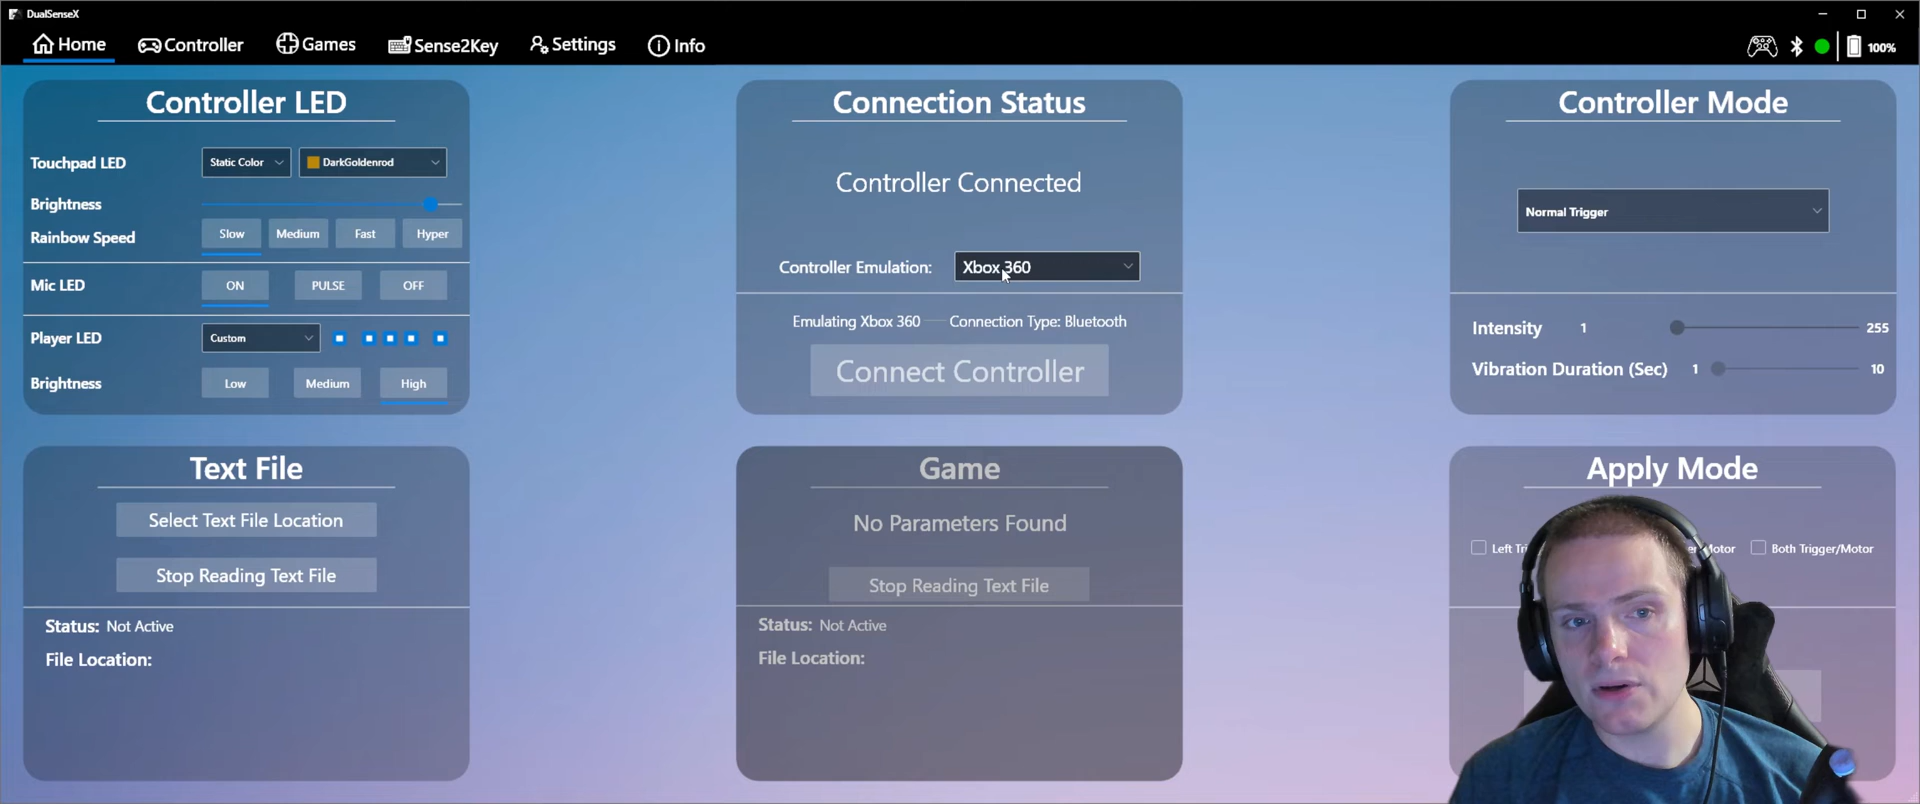 DualSenseX
Home Controller Games Sense2Key Settings Info 100%
Controller LED
Touchpad LED Static Color DarkGoldenrod
Brightness
Rainbow Speed Slow Medium Fast Hyper
Mic LED ON PULSE OFF
Player LED Custom
Brightness Low Medium High
Connection Status
Controller Connected
Controller Emulation: Xbox 360
Emulating Xbox 360 Connection Type: Bluetooth
Connect Controller
Controller Mode
Normal Trigger
Intensity 1 255
Vibration Duration (Sec) 1 10
Text File
Select Text File Location
Stop Reading Text File
Status: Not Active
File Location:
Game
No Parameters Found
Stop Reading Text File
Status: Not Active
File Location:
Apply Mode
Left Both Trigger/Motor